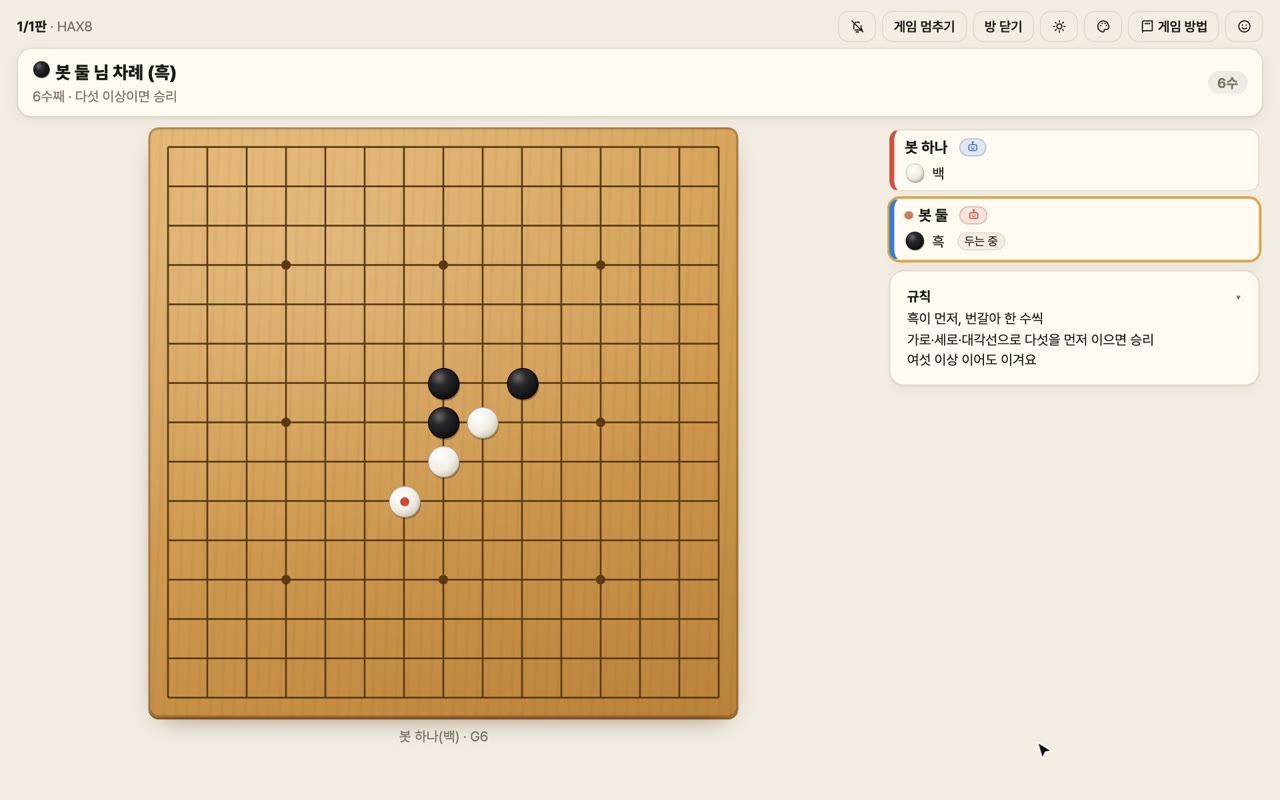 1/1판 · HAX8
게임 멈추기
방 닫기
게임 방법
봇 둘 님 차례 (흑)
6수째 · 다섯 이상이면 승리
6수
봇 하나
백
봇 둘
흑 두는 중
규칙
흑이 먼저, 번갈아 한 수씩
가로·세로·대각선으로 다섯을 먼저 이으면 승리
여섯 이상 이어도 이겨요
봇 하나(백) · G6